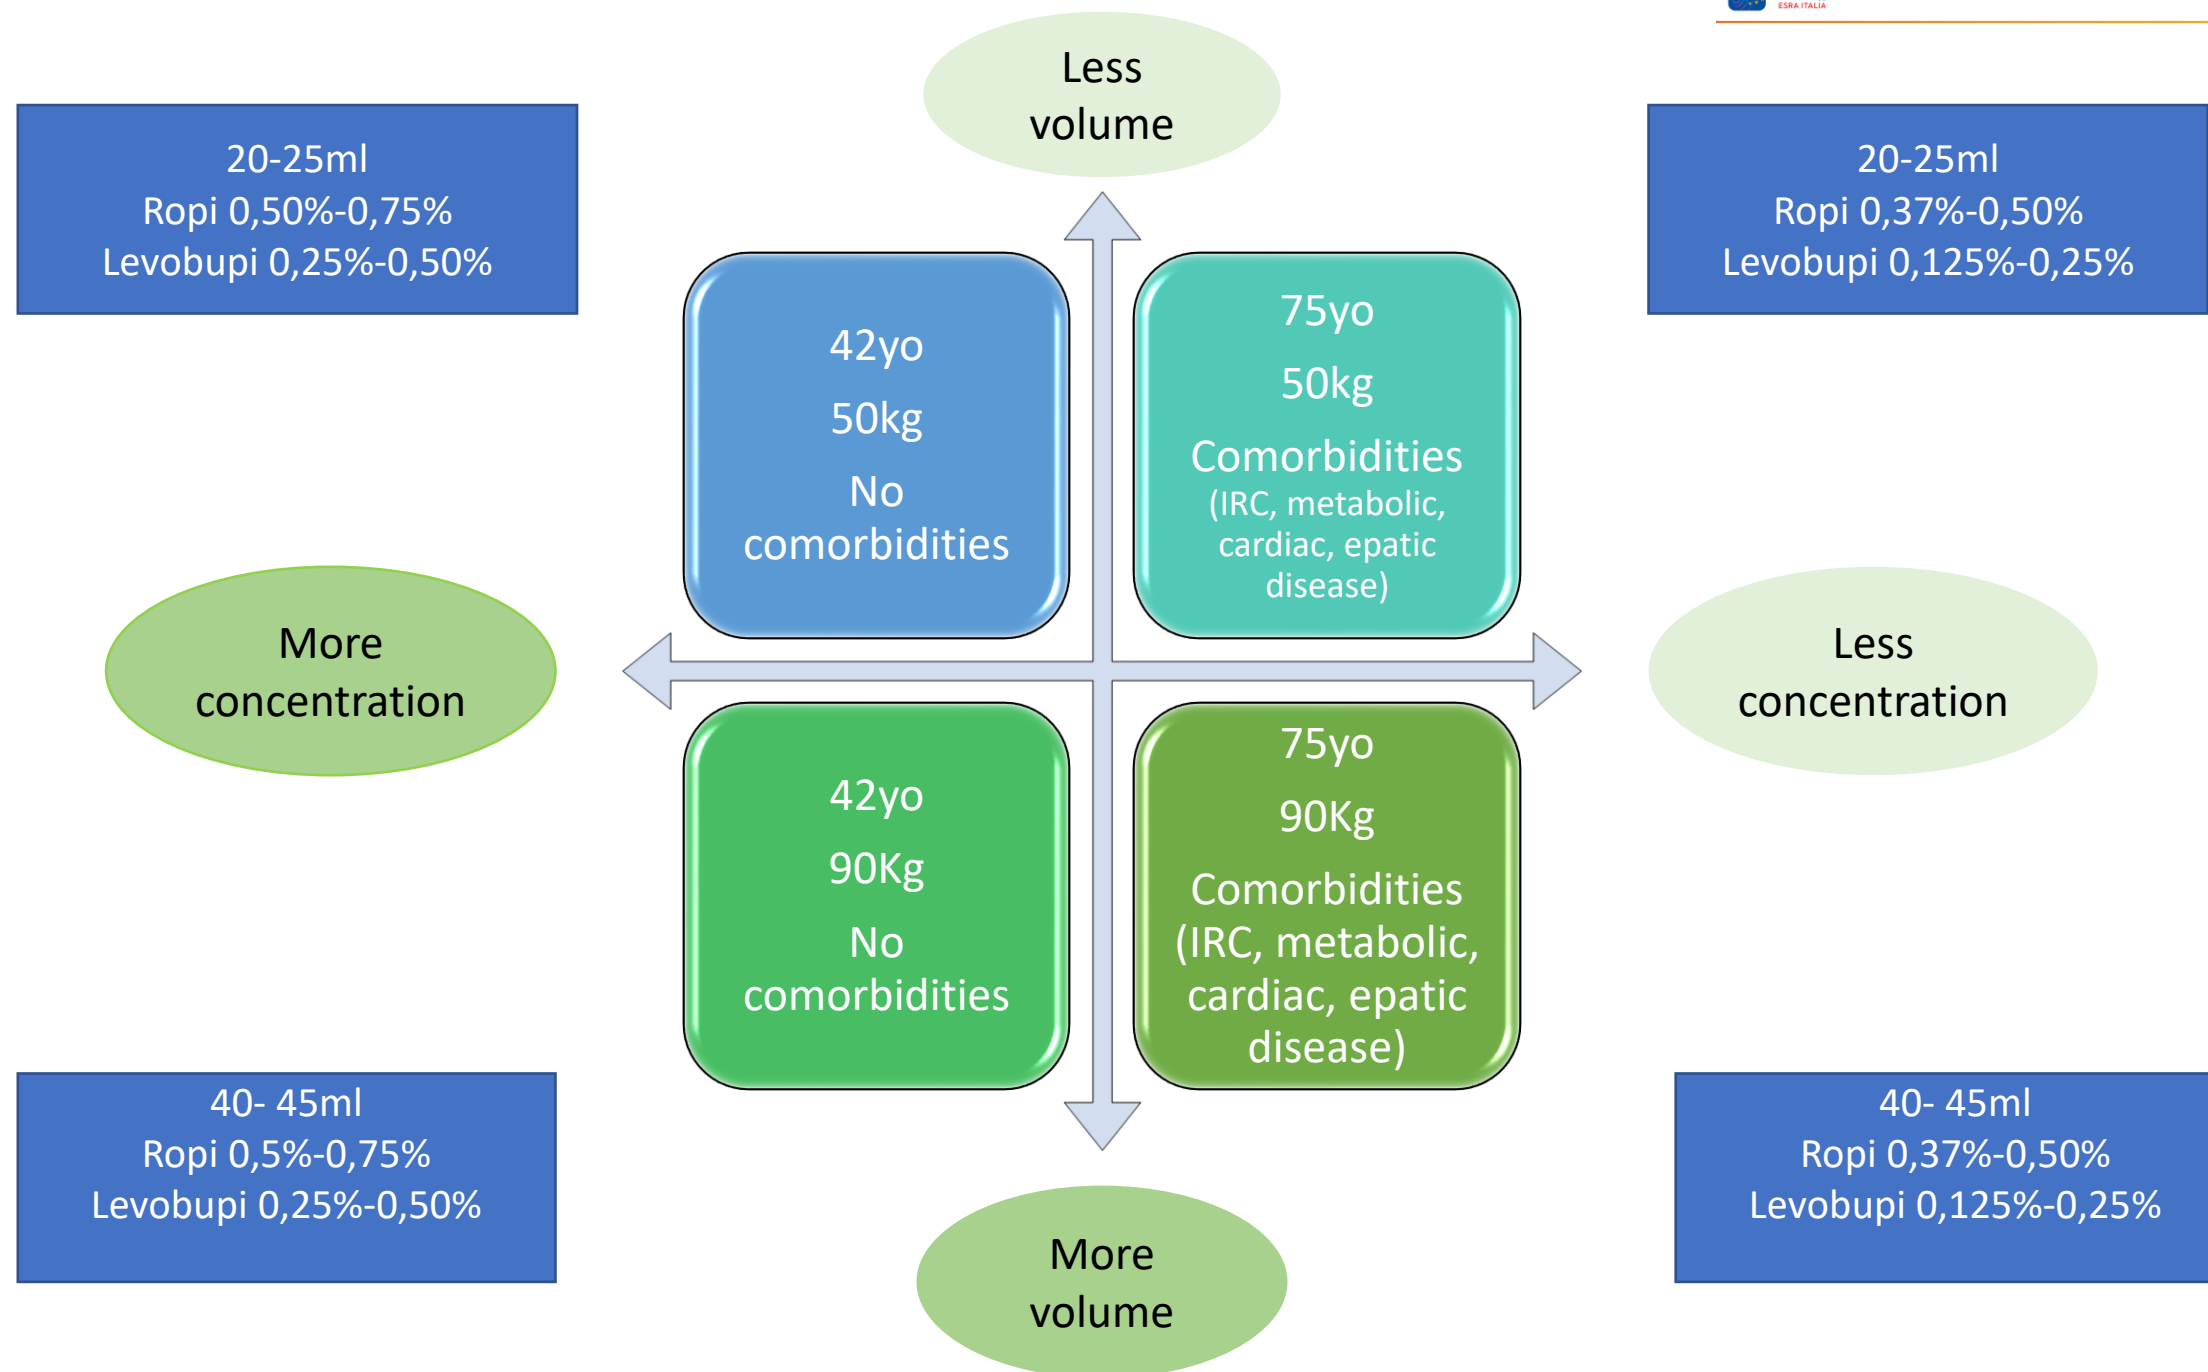 ESRA ITALIA
Less
volume
20-25ml
Ropi 0,50%-0,75%
Levobupi 0,25%-0,50%
20-25ml
Ropi 0,37%-0,50%
Levobupi 0,125%-0,25%
42yo
50kg
No
comorbidities
75yo
50kg
Comorbidities
(IRC, metabolic,
cardiac, epatic
disease)
More
concentration
Less
concentration
42yo
90Kg
No
comorbidities
75yo
90Kg
Comorbidities
(IRC, metabolic,
cardiac, epatic
disease)
40- 45ml
Ropi 0,5%-0,75%
Levobupi 0,25%-0,50%
40- 45ml
Ropi 0,37%-0,50%
Levobupi 0,125%-0,25%
More
volume